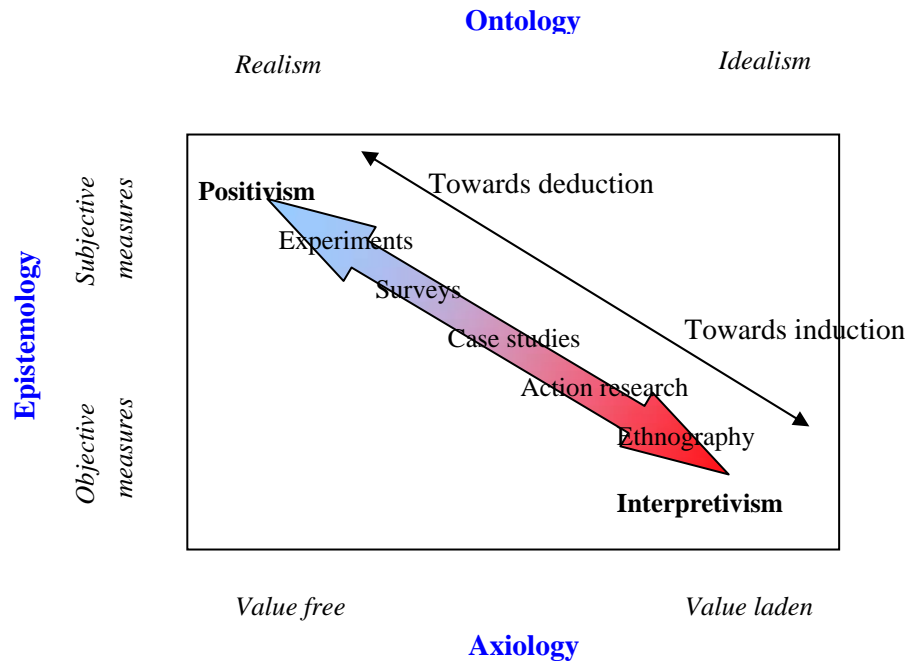 Ontology
Realism
Idealism
Epistemology
Subjective
measures
Objective
measures
Positivism
Towards deduction
Experiments
Surveys
Towards induction
Case studies
Action research
Ethnography
Interpretivism
Value free
Value laden
Axiology